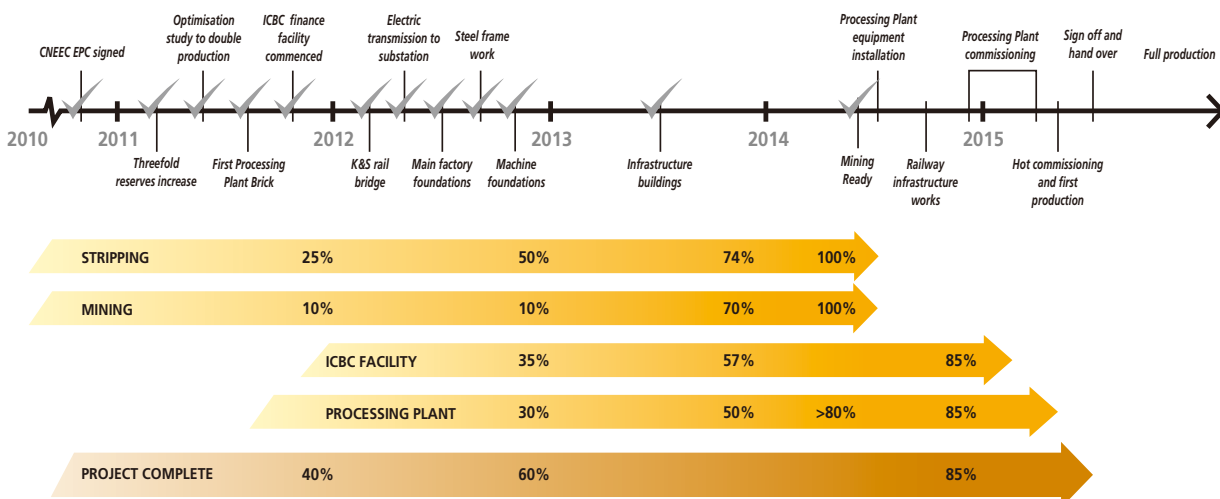 CNEEC EPC signed
Optimisation
study to double
production
ICBC finance
facility
commenced
Electric
transmission to
substation
Steel frame
work
Processing Plant
equipment
installation
Processing Plant
commissioning
Sign off and
hand over
Full production
2010
2011
2012
2013
2014
2015
Threefold
reserves increase
First Processing
Plant Brick
K&S rail
bridge
Main factory
foundations
Machine
foundations
Infrastructure
buildings
Mining
Ready
Railway
infrastructure
works
Hot commissioning
and first
production
STRIPPING 25% 50% 74% 100%
MINING 10% 10% 70% 100%
ICBC FACILITY 35% 57% 85%
PROCESSING PLANT 30% 50% >80% 85%
PROJECT COMPLETE 40% 60% 85%